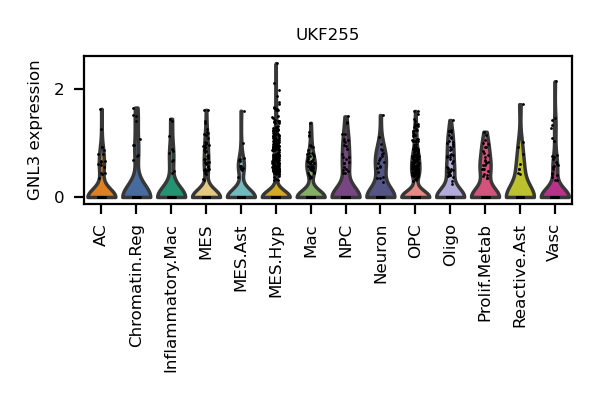 UKF255
GNL3 expression
2
0
AC
Chromatin.Reg
Inflammatory.Mac
MES
MES.Ast
MES.Hyp
Mac
NPC
Neuron
OPC
Oligo
Prolif.Metab
Reactive.Ast
Vasc